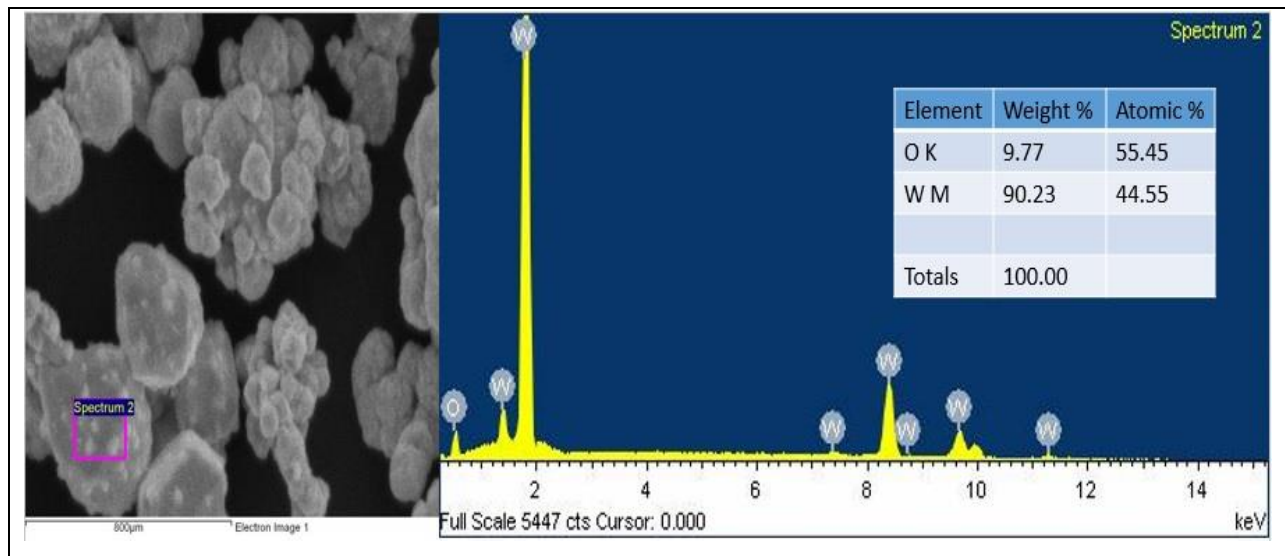 Spectrum 2
800µm
Electron Image 1
W
Spectrum 2
Element Weight % Atomic %
O K 9.77 55.45
W M 90.23 44.55
Totals 100.00
O W W W W W W
2 4 6 8 10 12 14
Full Scale 5447 cts Cursor: 0.000
keV